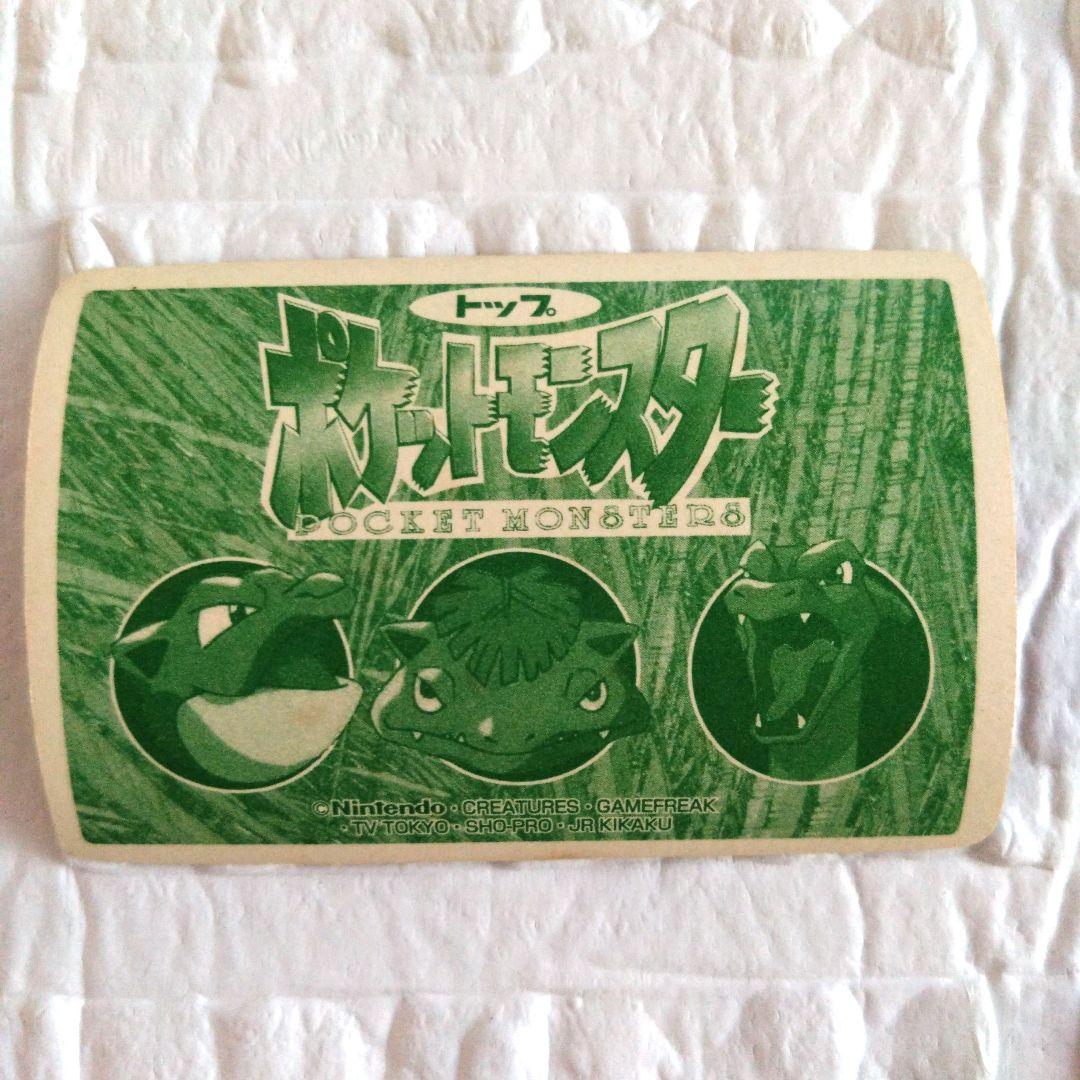 トップ
ポケットモンスター
POCKET MONSTERS
©Nintendo・CREATURES・GAMEFREAK
・TV TOKYO・SHO-PRO・JR KIKAKU